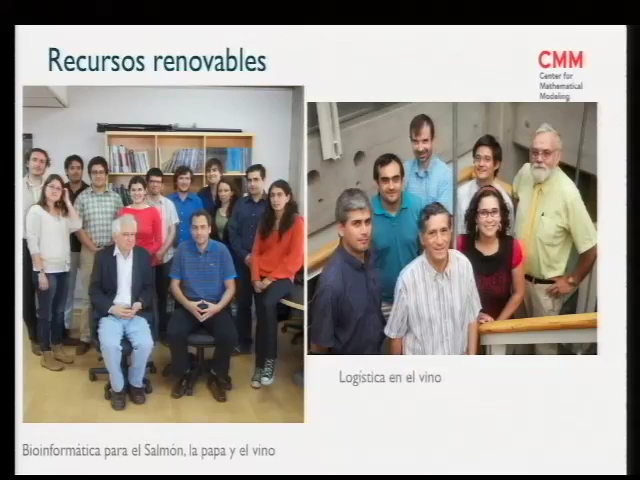 Recursos renovables
CMM
Center for
Mathematical
Modeling
Logística en el vino
Bioinformática para el Salmón, la papa y el vino